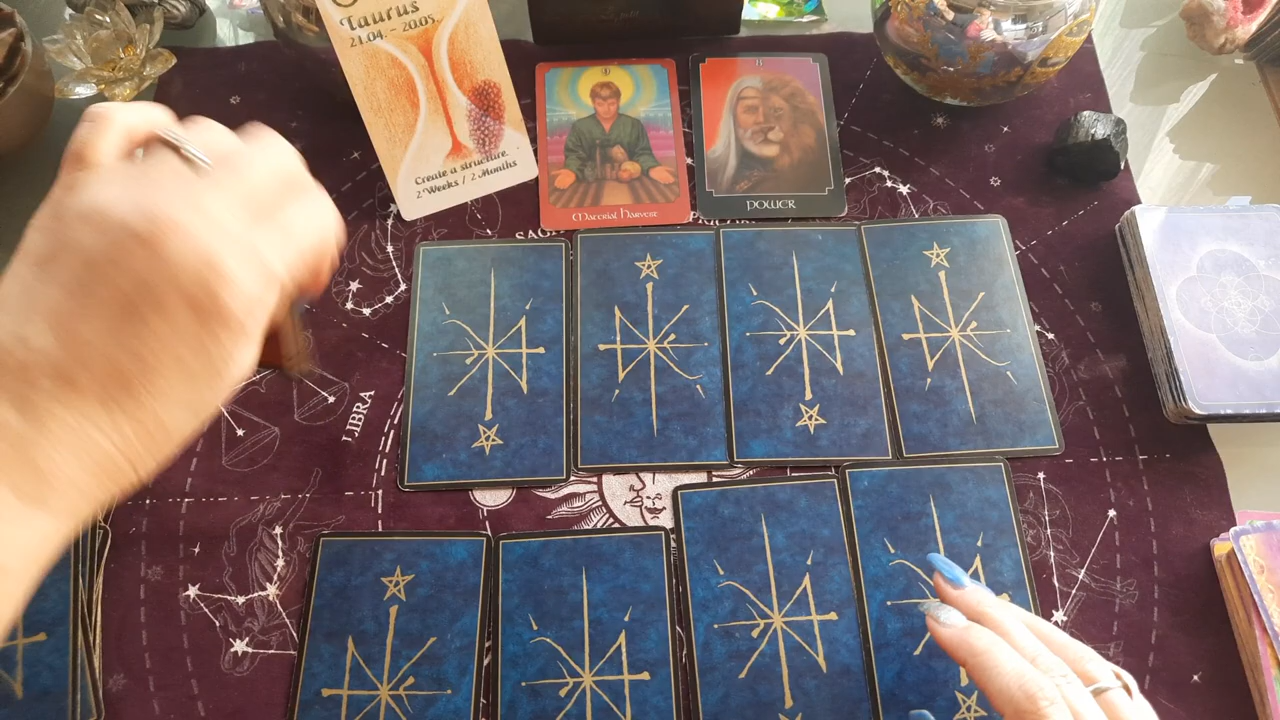 Taurus
21.04. - 20.05.
Create a structure.
2 Weeks / 2 Months
Material Harvest
POWER
LIBRA